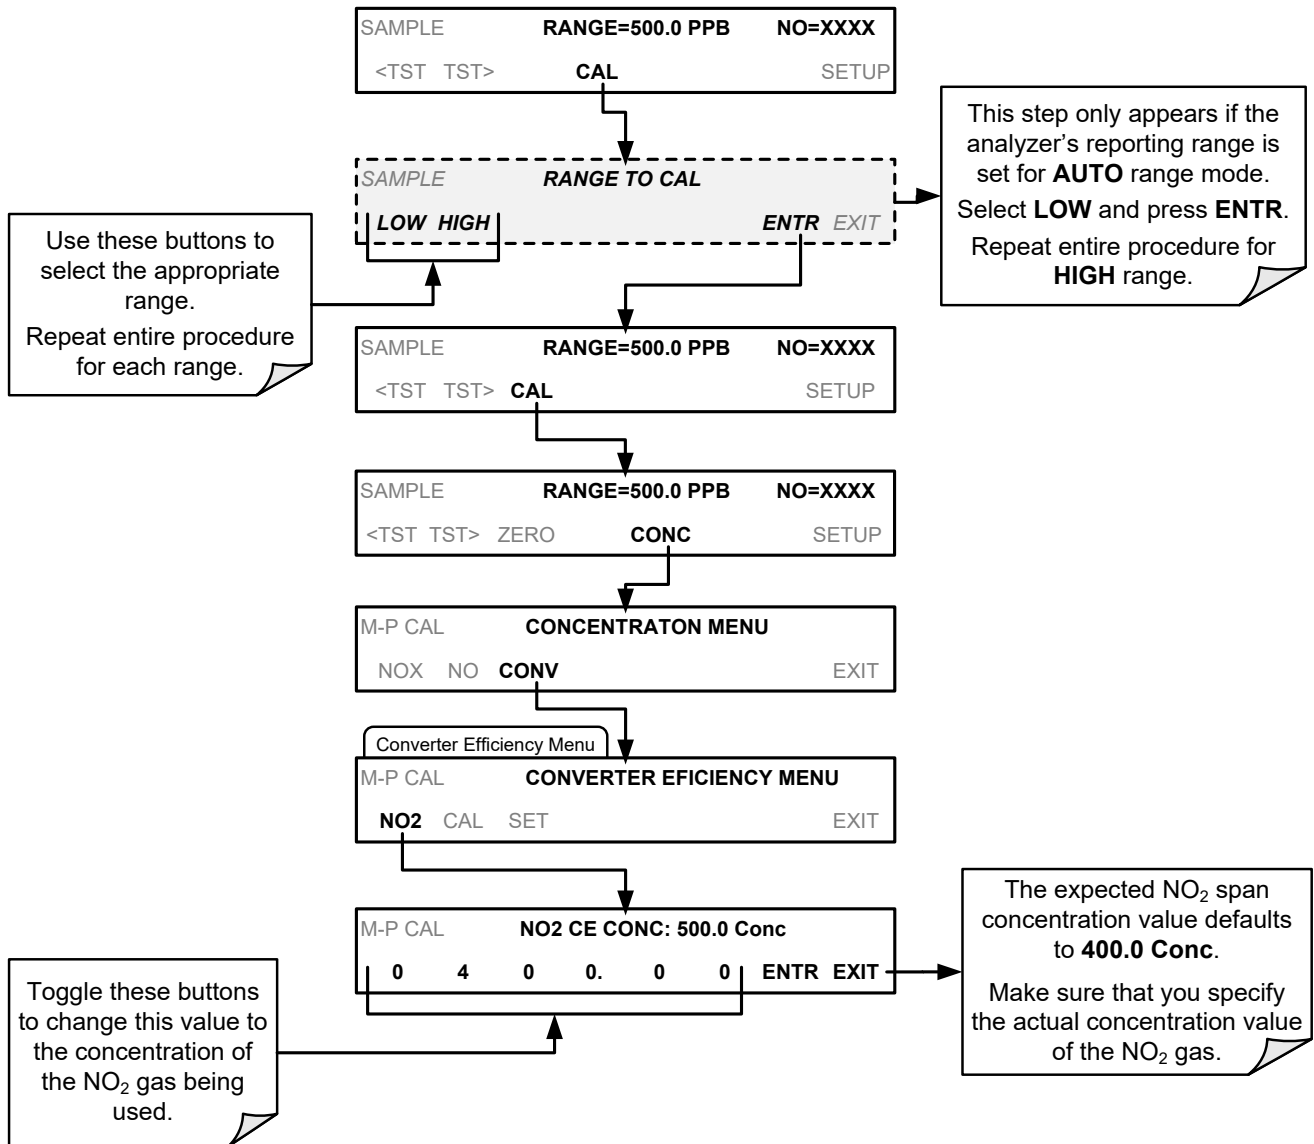 SAMPLE RANGE=500.0 PPB NO=XXXX
<TST TST> CAL SETUP
This step only appears if the
analyzer's reporting range is
set for AUTO range mode.
Select LOW and press ENTR.
Repeat entire procedure for
HIGH range.
SAMPLE RANGE TO CAL
LOW HIGH ENTR EXIT
Use these buttons to
select the appropriate
range.
Repeat entire procedure
for each range.
SAMPLE RANGE=500.0 PPB NO=XXXX
<TST TST> CAL SETUP
SAMPLE RANGE=500.0 PPB NO=XXXX
<TST TST> ZERO CONC SETUP
M-P CAL CONCENTRATON MENU
NOX NO CONV EXIT
Converter Efficiency Menu
M-P CAL CONVERTER EFICIENCY MENU
NO2 CAL SET EXIT
M-P CAL NO2 CE CONC: 500.0 Conc
0 4 0 0. 0 0 ENTR EXIT
The expected NO₂ span
concentration value defaults
to 400.0 Conc.
Make sure that you specify
the actual concentration value
of the NO₂ gas.
Toggle these buttons
to change this value to
the concentration of
the NO₂ gas being
used.